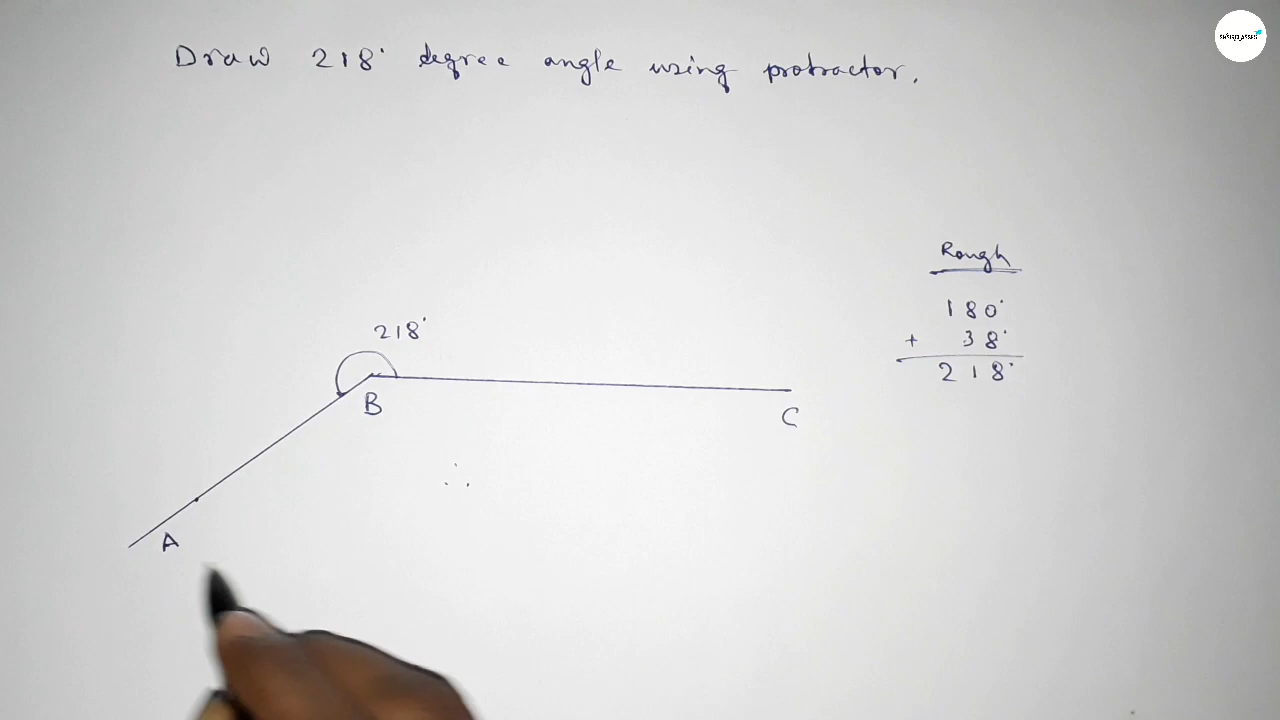 Draw 218° degree angle using protractor.
Rough
180°
+ 38°
218°
218°
B
C
∴
A